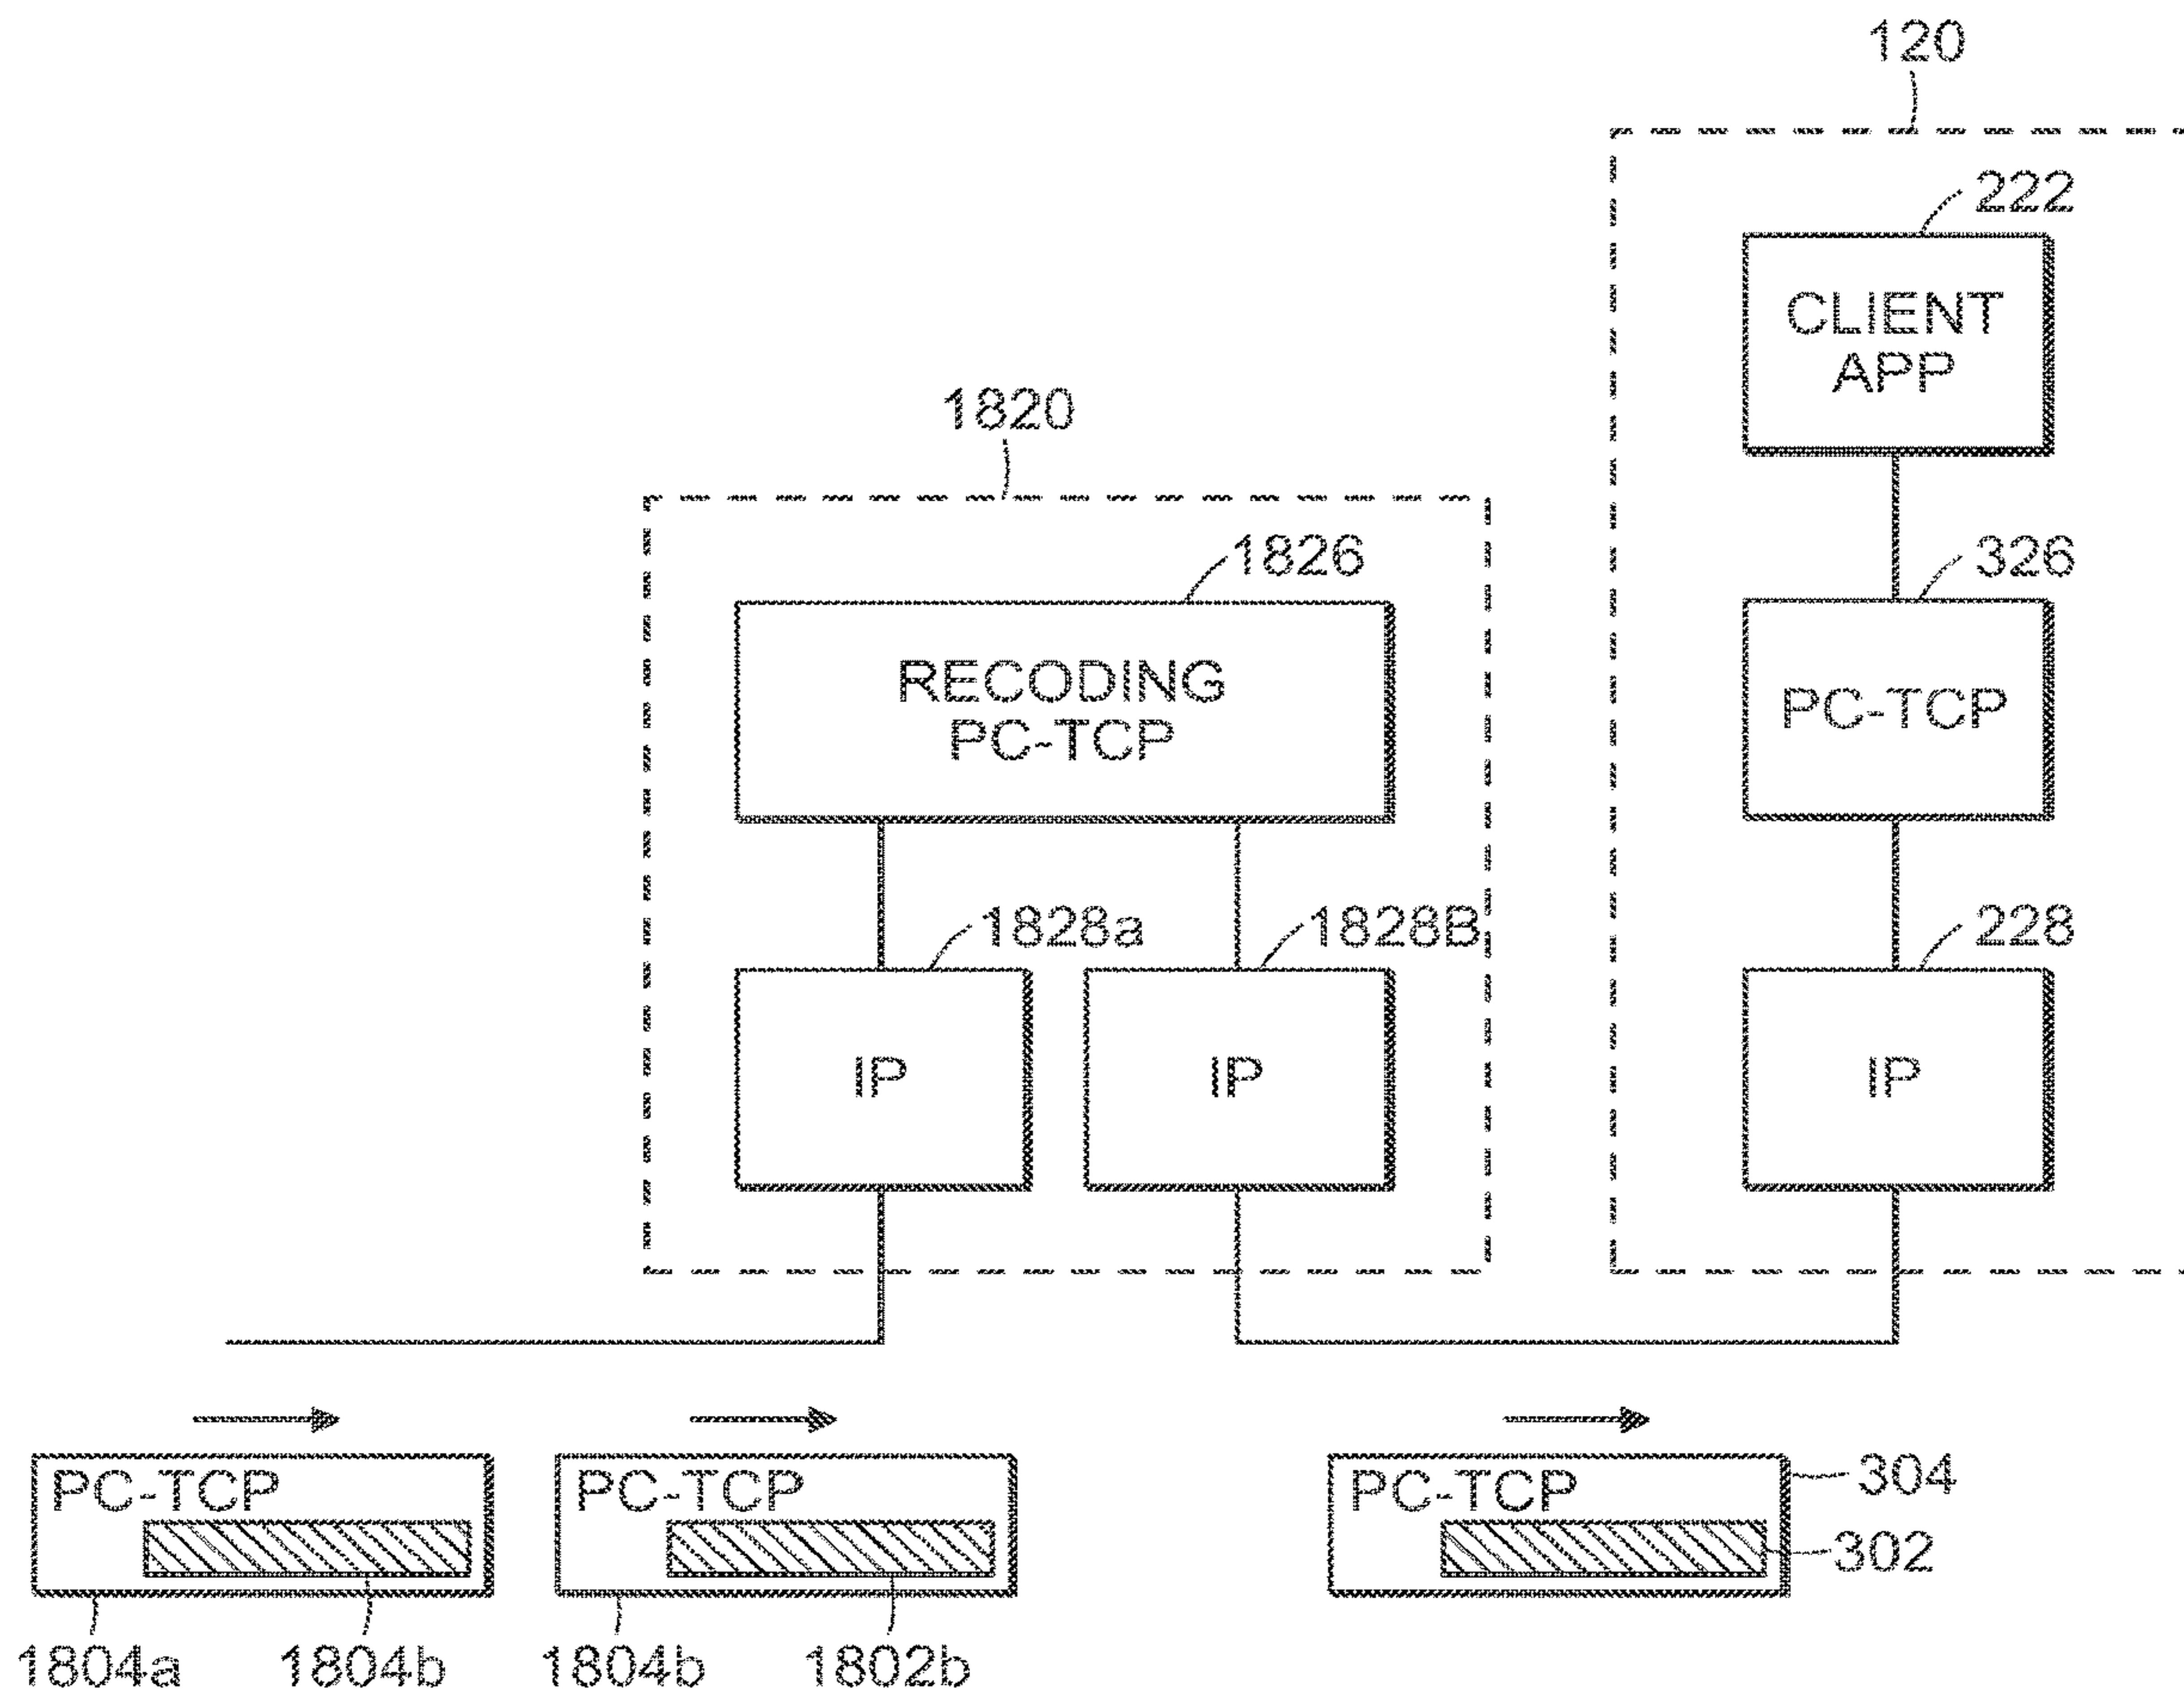 120
222
CLIENT
APP
1820
1826
326
RECODING
PC-TCP
PC-TCP
1828a
1828B
228
IP
IP
IP
PC-TCP
PC-TCP
PC-TCP
304
302
1804a
1804b
1804b
1802b